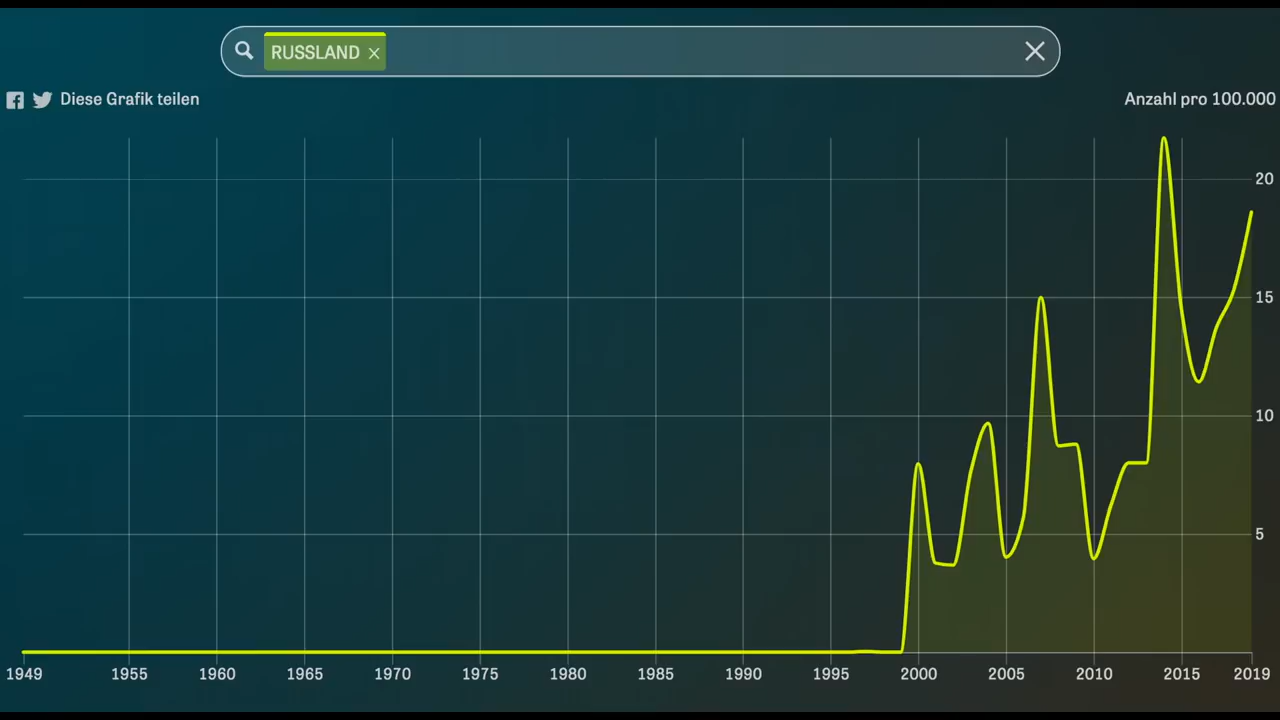 RUSSLAND ×
Diese Grafik teilen
Anzahl pro 100.000
20
15
10
5
1949 1955 1960 1965 1970 1975 1980 1985 1990 1995 2000 2005 2010 2015 2019